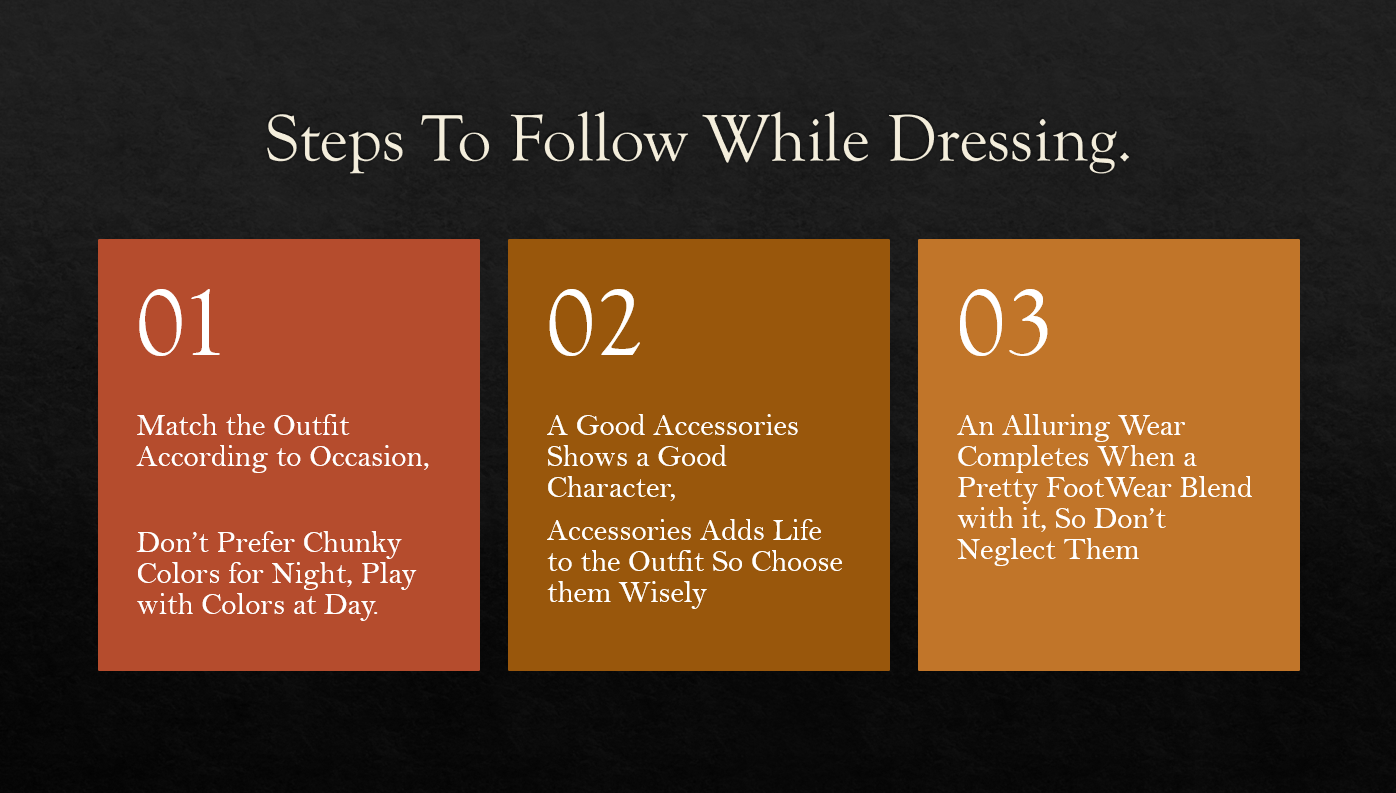 Steps To Follow While Dressing.
01
Match the Outfit
According to Occasion,
Don’t Prefer Chunky
Colors for Night, Play
with Colors at Day.
02
A Good Accessories
Shows a Good
Character,
Accessories Adds Life
to the Outfit So Choose
them Wisely
03
An Alluring Wear
Completes When a
Pretty FootWear Blend
with it, So Don’t
Neglect Them